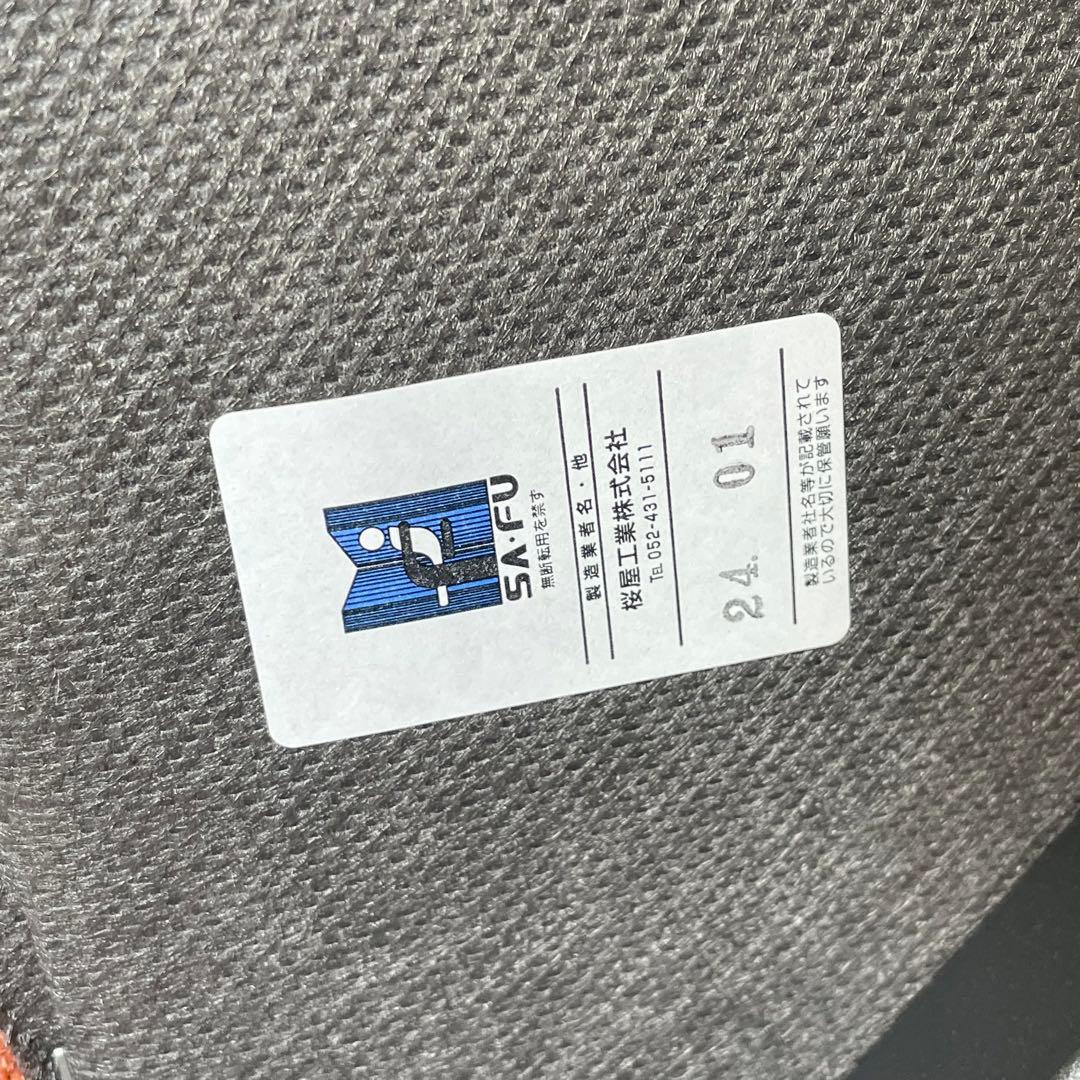 SA·FU
無断転用を禁ず
製造業者名・他
桜屋工業株式会社
TEL 052-431-5111
24. 01
製造業者社名等が記載されて
いるので大切に保管願います